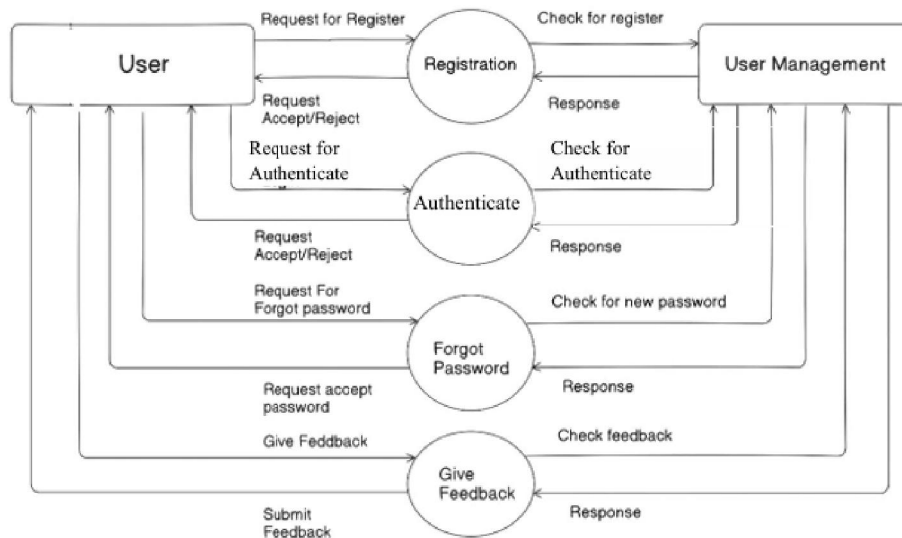 Request for Register
Check for register
User
Registration
User Management
Request
Accept/Reject
Response
Request for
Authenticate
Check for
Authenticate
Authenticate
Request
Accept/Reject
Response
Request For
Forgot password
Check for new password
Forgot
Password
Request accept
password
Response
Give Feddback
Check feedback
Give
Feedback
Submit
Feedback
Response